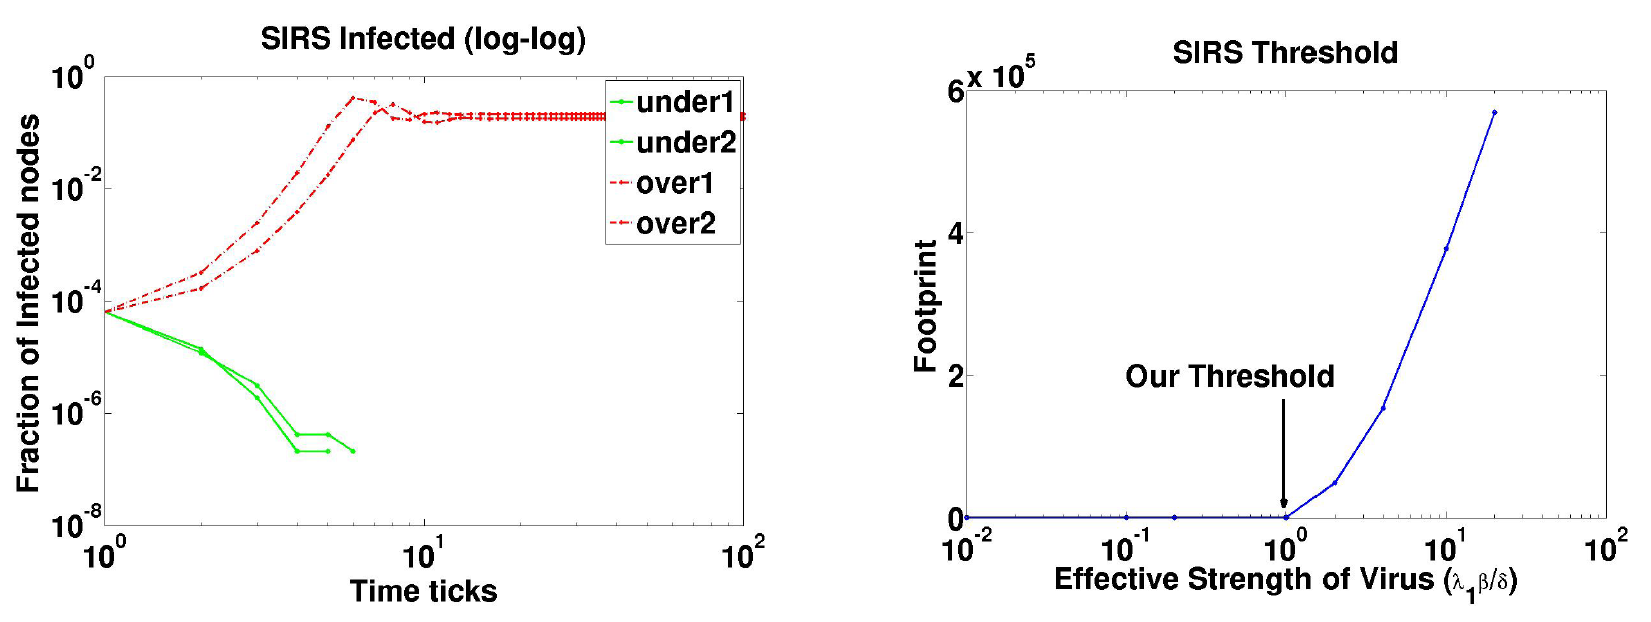 SIRS Infected (log-log)
Fraction of Infected nodes
10^0
10^-2
10^-4
10^-6
10^-8
under1
under2
over1
over2
10^0 10^1 10^2
Time ticks
SIRS Threshold
Footprint
6 x 10^5
4
2
0
Our Threshold
10^-2 10^-1 10^0 10^1 10^2
Effective Strength of Virus (λ_1β/δ)